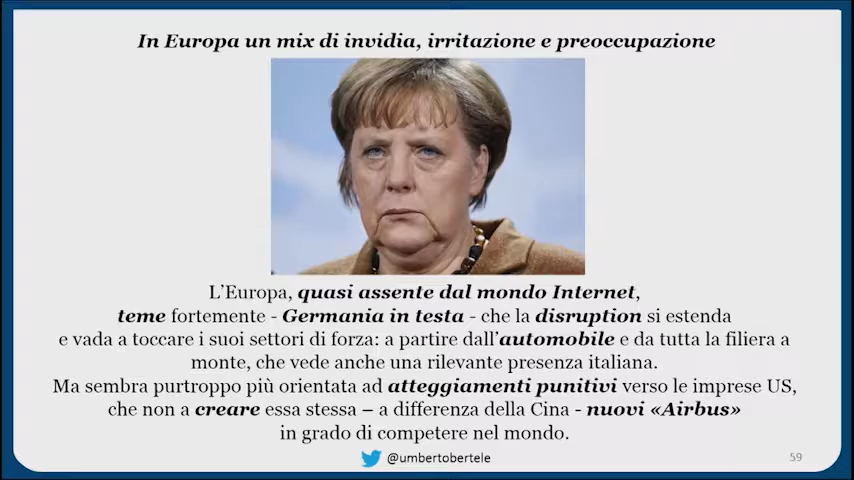 In Europa un mix di invidia, irritazione e preoccupazione
L'Europa, quasi assente dal mondo Internet,
teme fortemente - Germania in testa - che la disruption si estenda
e vada a toccare i suoi settori di forza: a partire dall'automobile e da tutta la filiera a
monte, che vede anche una rilevante presenza italiana.
Ma sembra purtroppo più orientata ad atteggiamenti punitivi verso le imprese US,
che non a creare essa stessa – a differenza della Cina - nuovi «Airbus»
in grado di competere nel mondo.
@umbertobertele
59